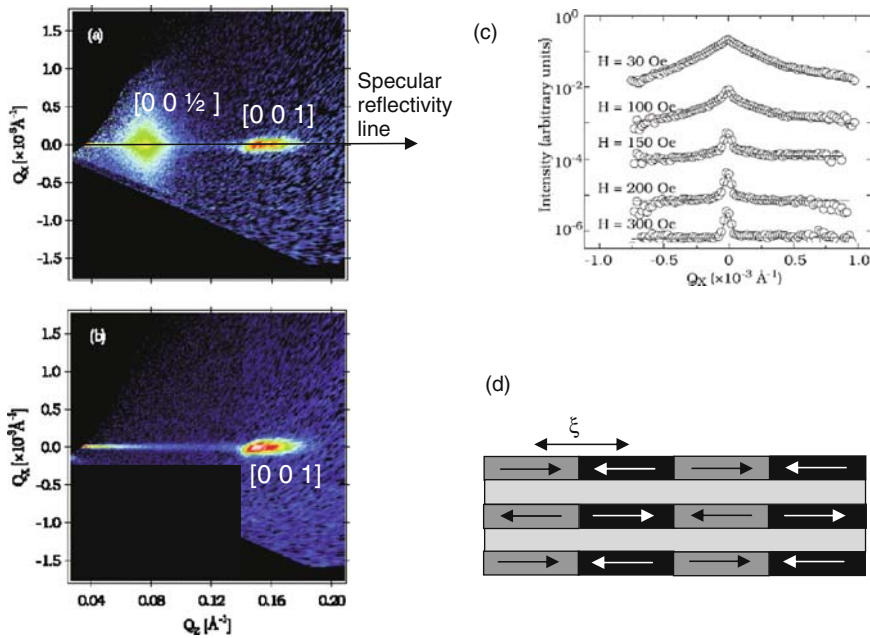 (a)
[0 0 ½ ]
[0 0 1]
Specular
reflectivity
line
Qx [×10⁻³Å⁻¹]
1.5
1.0
0.5
0.0
-0.5
-1.0
-1.5
(b)
[0 0 1]
Qx [×10⁻³Å⁻¹]
1.5
1.0
0.5
0.0
-0.5
-1.0
-1.5
0.04
0.08
0.12
0.16
0.20
Qz [Å⁻¹]
(c)
Intensity (arbitrary units)
10⁰
10⁻²
10⁻⁴
10⁻⁶
H = 30 Oe
H = 100 Oe
H = 150 Oe
H = 200 Oe
H = 300 Oe
-1.0
-0.5
0
0.5
1.0
Qx (×10⁻³ Å⁻¹)
(d)
ξ